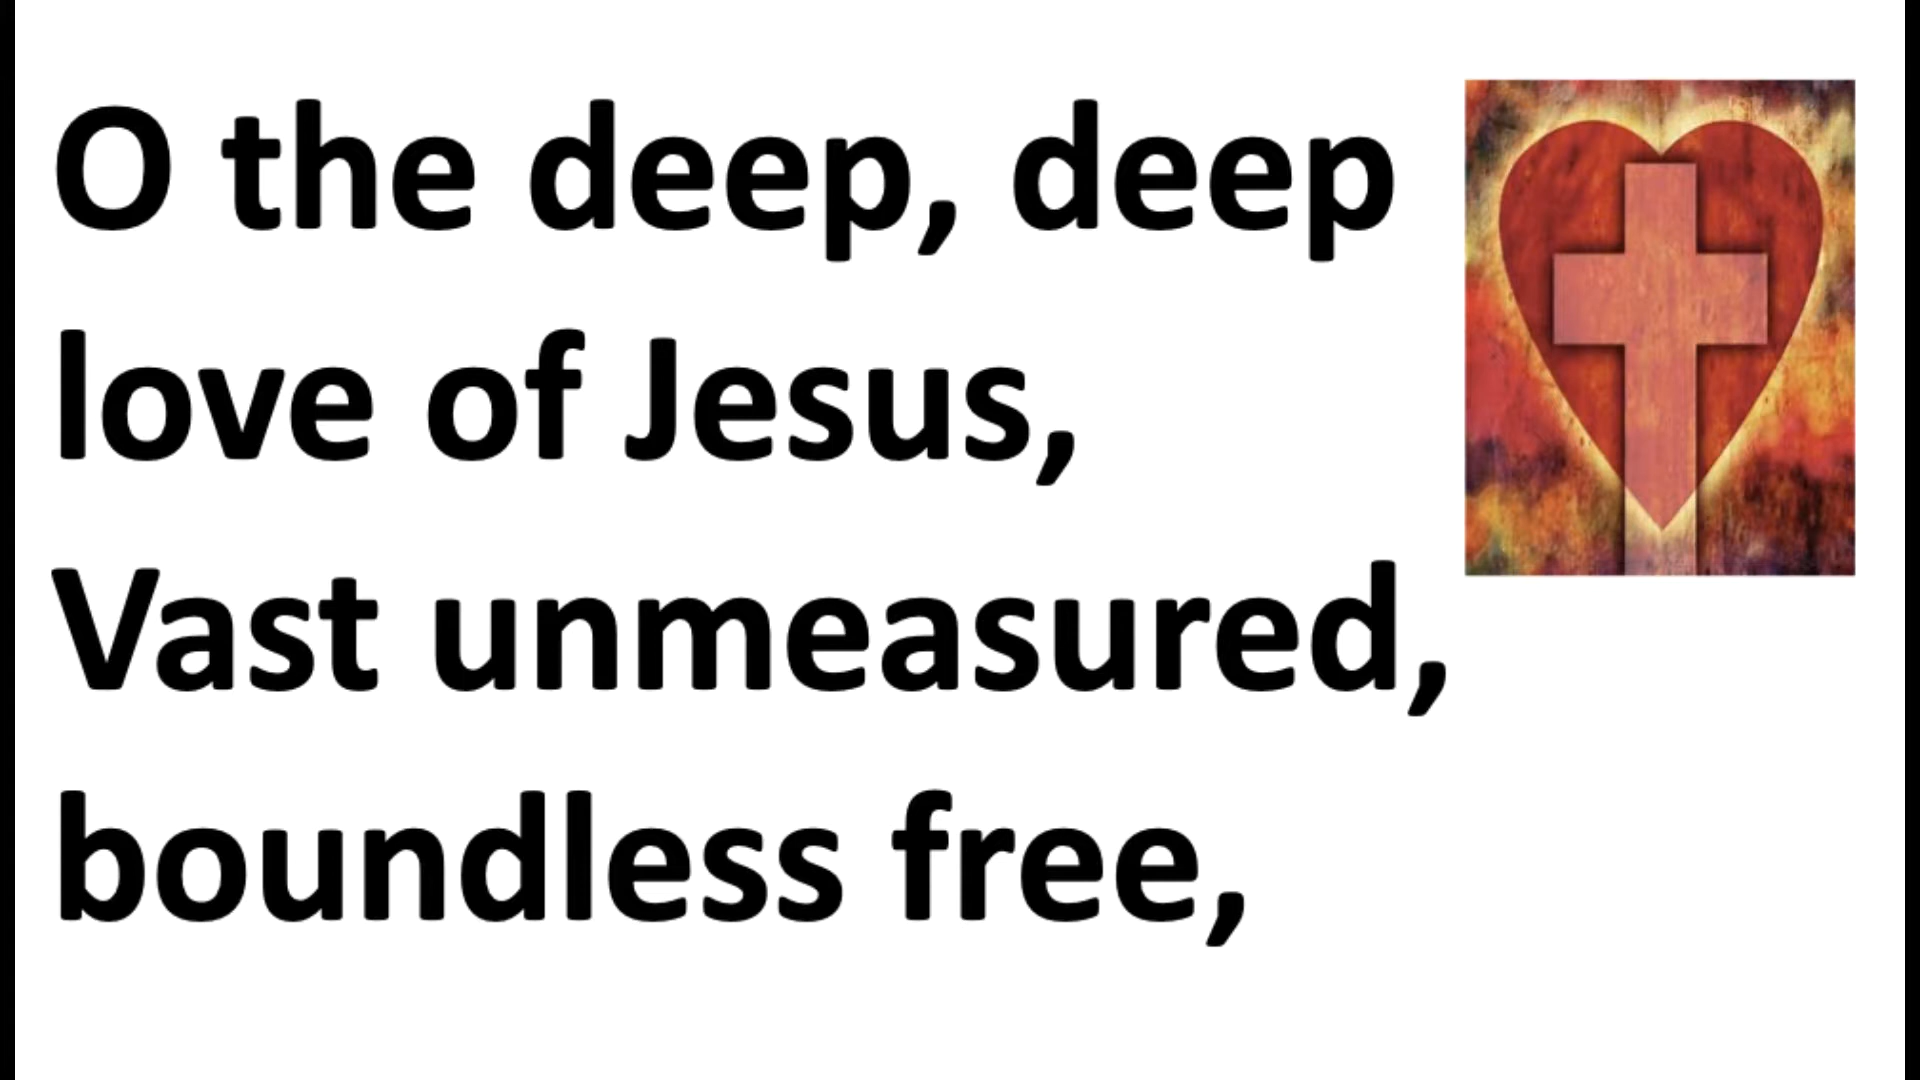 O the deep, deep
love of Jesus,
Vast unmeasured,
boundless free,